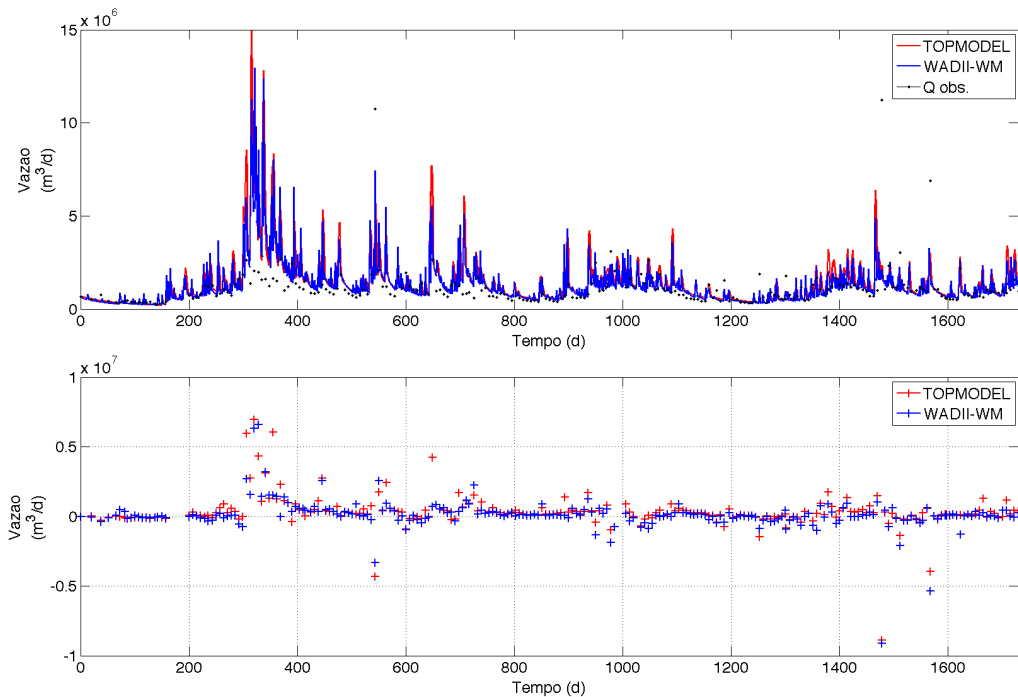 x 10^6
15
10
5
0
Vazao
(m^3/d)
TOPMODEL
WADII-WM
Q obs.
0 200 400 600 800 1000 1200 1400 1600
Tempo (d)
x 10^7
1
0.5
0
-0.5
-1
Vazao
(m^3/d)
TOPMODEL
WADII-WM
0 200 400 600 800 1000 1200 1400 1600
Tempo (d)